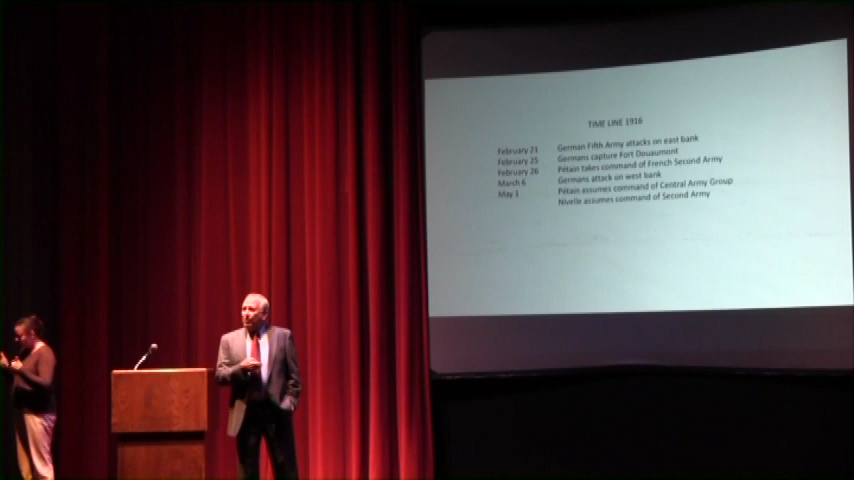 TIME LINE 1916
February 21 German Fifth Army attacks on east bank
February 25 Germans capture Fort Douaumont
February 26 Pétain takes command of French Second Army
March 6 Germans attack on west bank
May 1 Pétain assumes command of Central Army Group
Nivelle assumes command of Second Army